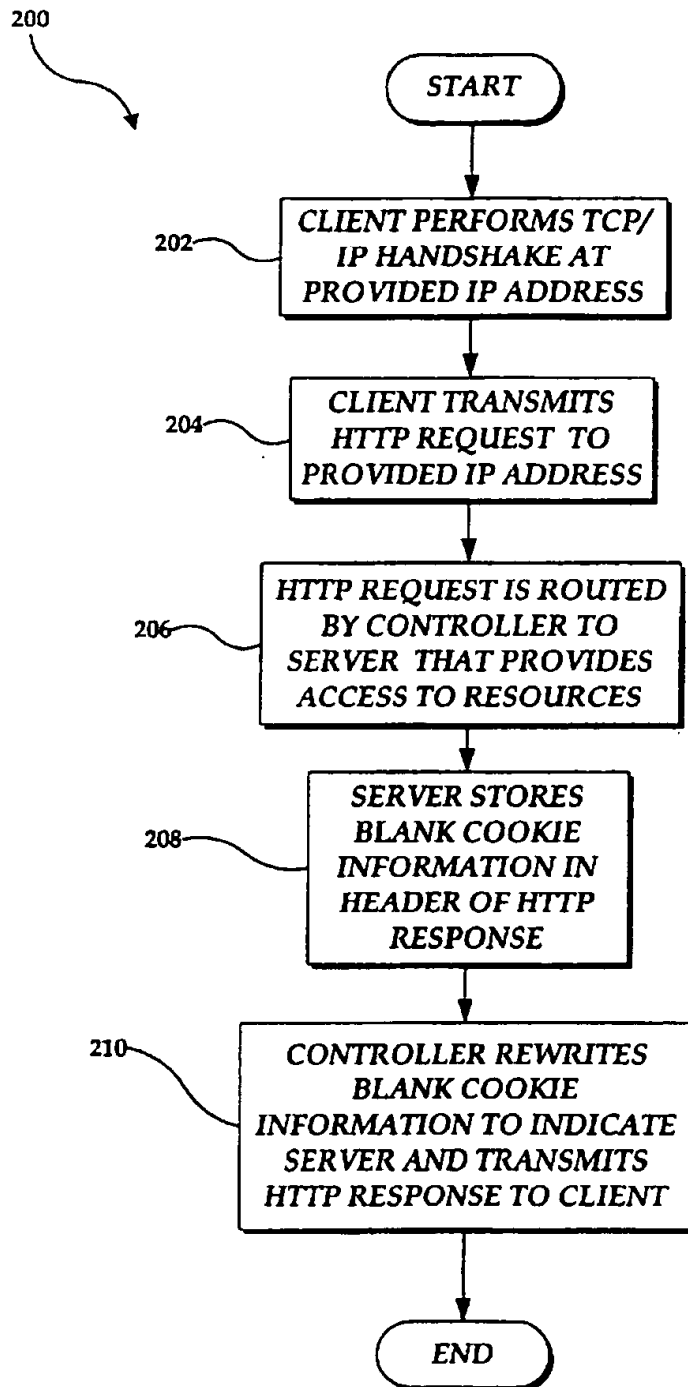 200
START
202
CLIENT PERFORMS TCP/
IP HANDSHAKE AT
PROVIDED IP ADDRESS
204
CLIENT TRANSMITS
HTTP REQUEST TO
PROVIDED IP ADDRESS
206
HTTP REQUEST IS ROUTED
BY CONTROLLER TO
SERVER THAT PROVIDES
ACCESS TO RESOURCES
208
SERVER STORES
BLANK COOKIE
INFORMATION IN
HEADER OF HTTP
RESPONSE
210
CONTROLLER REWRITES
BLANK COOKIE
INFORMATION TO INDICATE
SERVER AND TRANSMITS
HTTP RESPONSE TO CLIENT
END